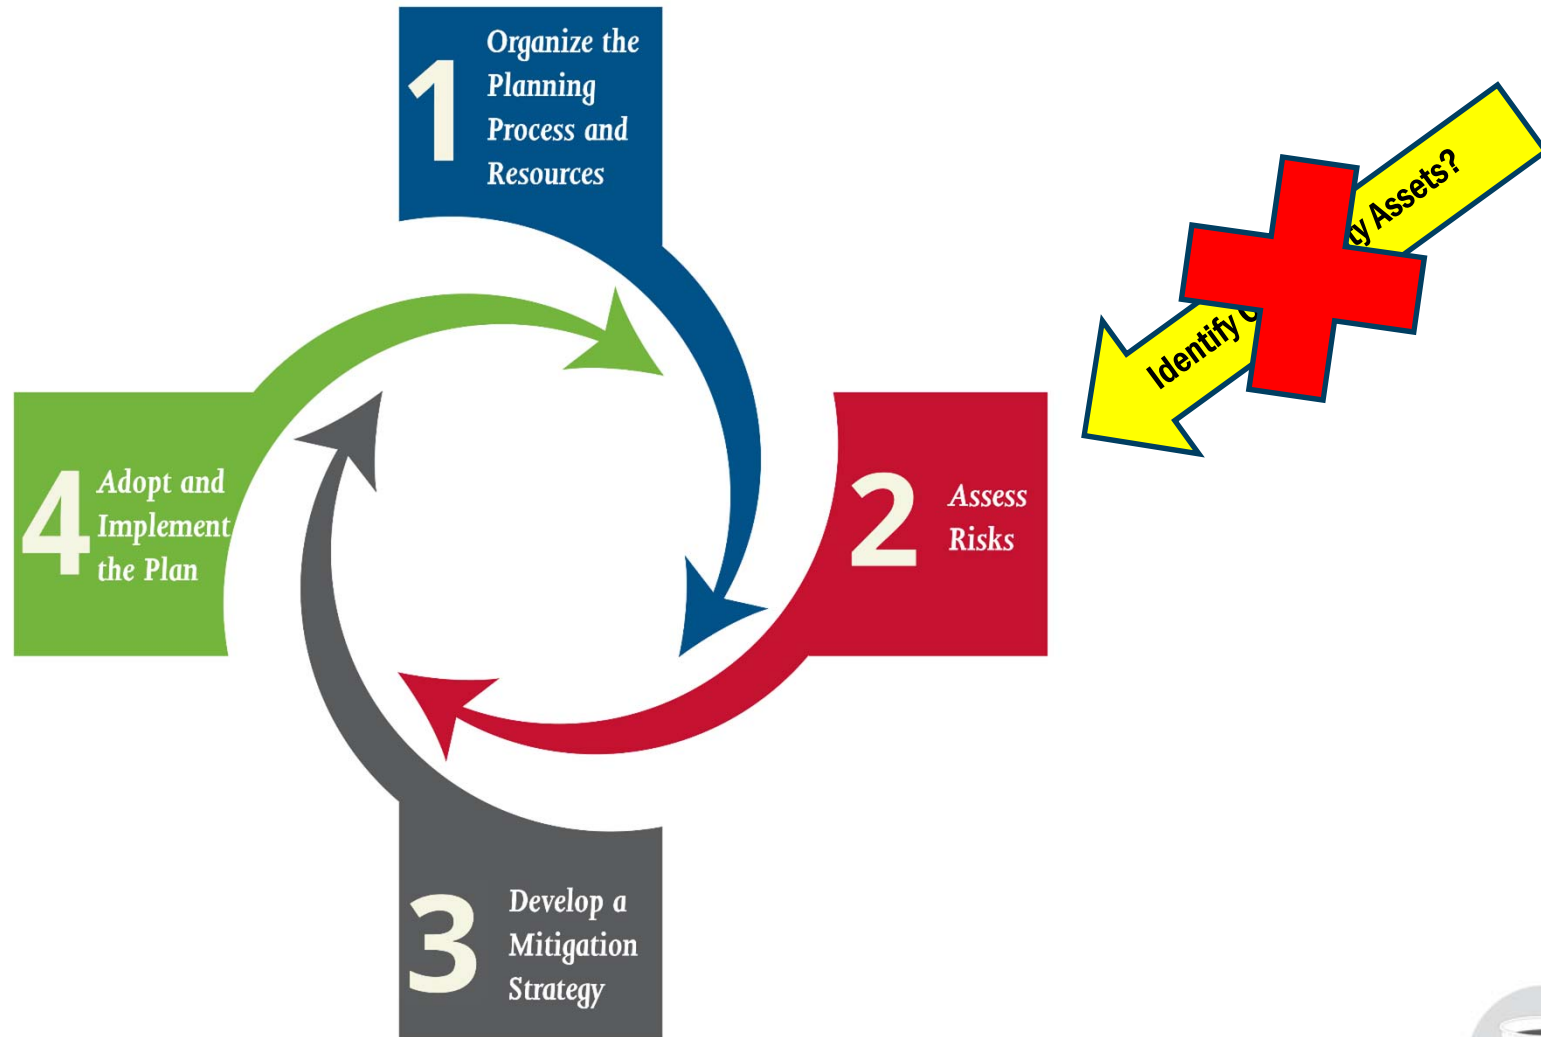 1
Organize the
Planning
Process and
Resources
Identify ty Assets?
2
Assess
Risks
3
Develop a
Mitigation
Strategy
4
Adopt and
Implement
the Plan